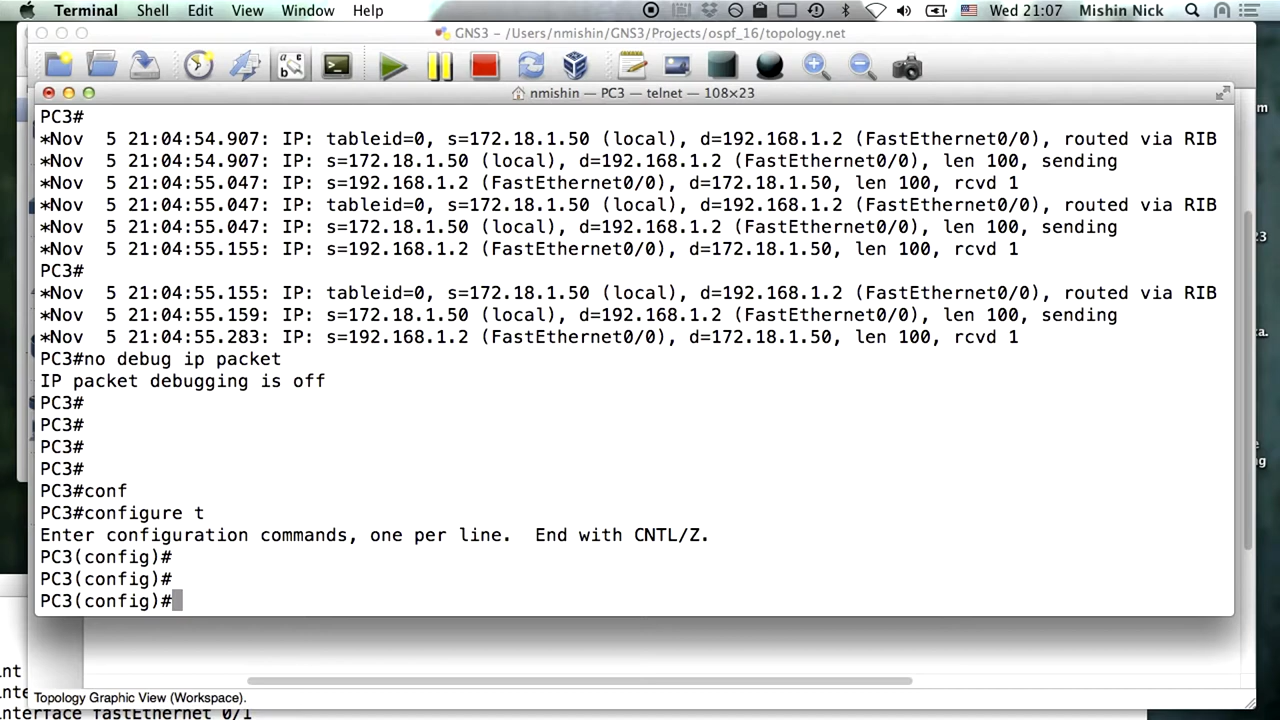 Terminal Shell Edit View Window Help Wed 21:07 Mishin Nick
GNS3 – /Users/nmishin/GNS3/Projects/ospf_16/topology.net
nmishin — PC3 — telnet — 108×23
PC3#
*Nov  5 21:04:54.907: IP: tableid=0, s=172.18.1.50 (local), d=192.168.1.2 (FastEthernet0/0), routed via RIB
*Nov  5 21:04:54.907: IP: s=172.18.1.50 (local), d=192.168.1.2 (FastEthernet0/0), len 100, sending
*Nov  5 21:04:55.047: IP: s=192.168.1.2 (FastEthernet0/0), d=172.18.1.50, len 100, rcvd 1
*Nov  5 21:04:55.047: IP: tableid=0, s=172.18.1.50 (local), d=192.168.1.2 (FastEthernet0/0), routed via RIB
*Nov  5 21:04:55.047: IP: s=172.18.1.50 (local), d=192.168.1.2 (FastEthernet0/0), len 100, sending
*Nov  5 21:04:55.155: IP: s=192.168.1.2 (FastEthernet0/0), d=172.18.1.50, len 100, rcvd 1
PC3#
*Nov  5 21:04:55.155: IP: tableid=0, s=172.18.1.50 (local), d=192.168.1.2 (FastEthernet0/0), routed via RIB
*Nov  5 21:04:55.159: IP: s=172.18.1.50 (local), d=192.168.1.2 (FastEthernet0/0), len 100, sending
*Nov  5 21:04:55.283: IP: s=192.168.1.2 (FastEthernet0/0), d=172.18.1.50, len 100, rcvd 1
PC3#no debug ip packet
IP packet debugging is off
PC3#
PC3#
PC3#
PC3#
PC3#conf
PC3#configure t
Enter configuration commands, one per line.  End with CNTL/Z.
PC3(config)#
PC3(config)#
PC3(config)#
Topology Graphic View (Workspace).
interface fastEthernet 0/1